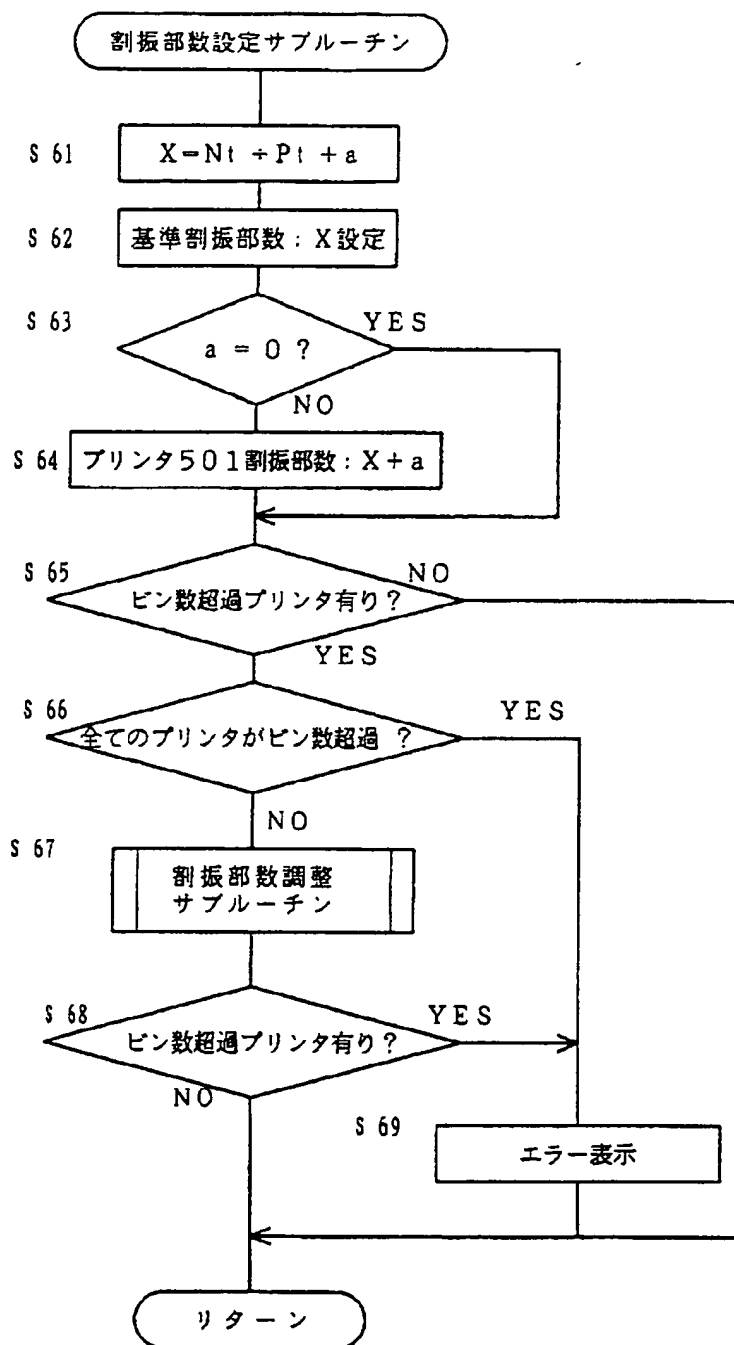 割振部数設定サブルーチン
S 61
X=Nt÷Pt+a
S 62
基準割振部数：X設定
S 63
YES
a = 0 ?
NO
S 64
プリンタ501割振部数：X+a
S 65
NO
ビン数超過プリンタ有り？
YES
S 66
YES
全てのプリンタがビン数超過 ？
NO
S 67
割振部数調整
サブルーチン
S 68
YES
ビン数超過プリンタ有り？
NO
S 69
エラー表示
リターン